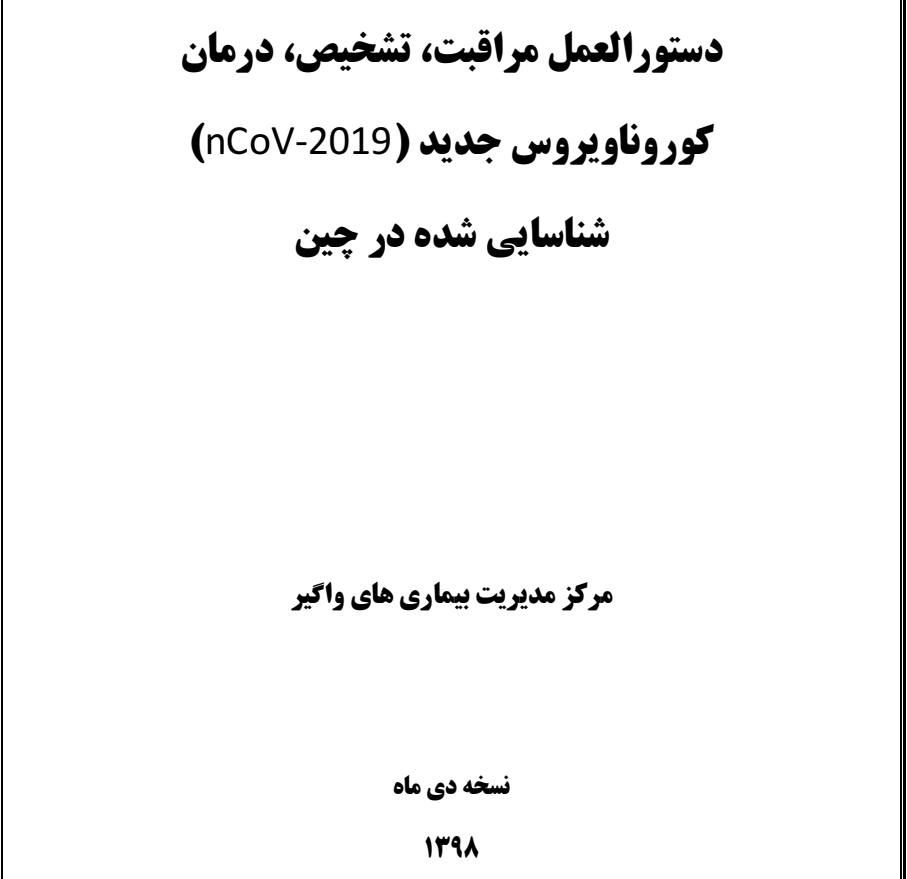 دستورالعمل مراقبت، تشخیص، درمان
کوروناویروس جدید (nCoV-2019)
شناسایی شده در چین
مرکز مدیریت بیماری های واگیر
نسخه دی ماه
۱۳۹۸